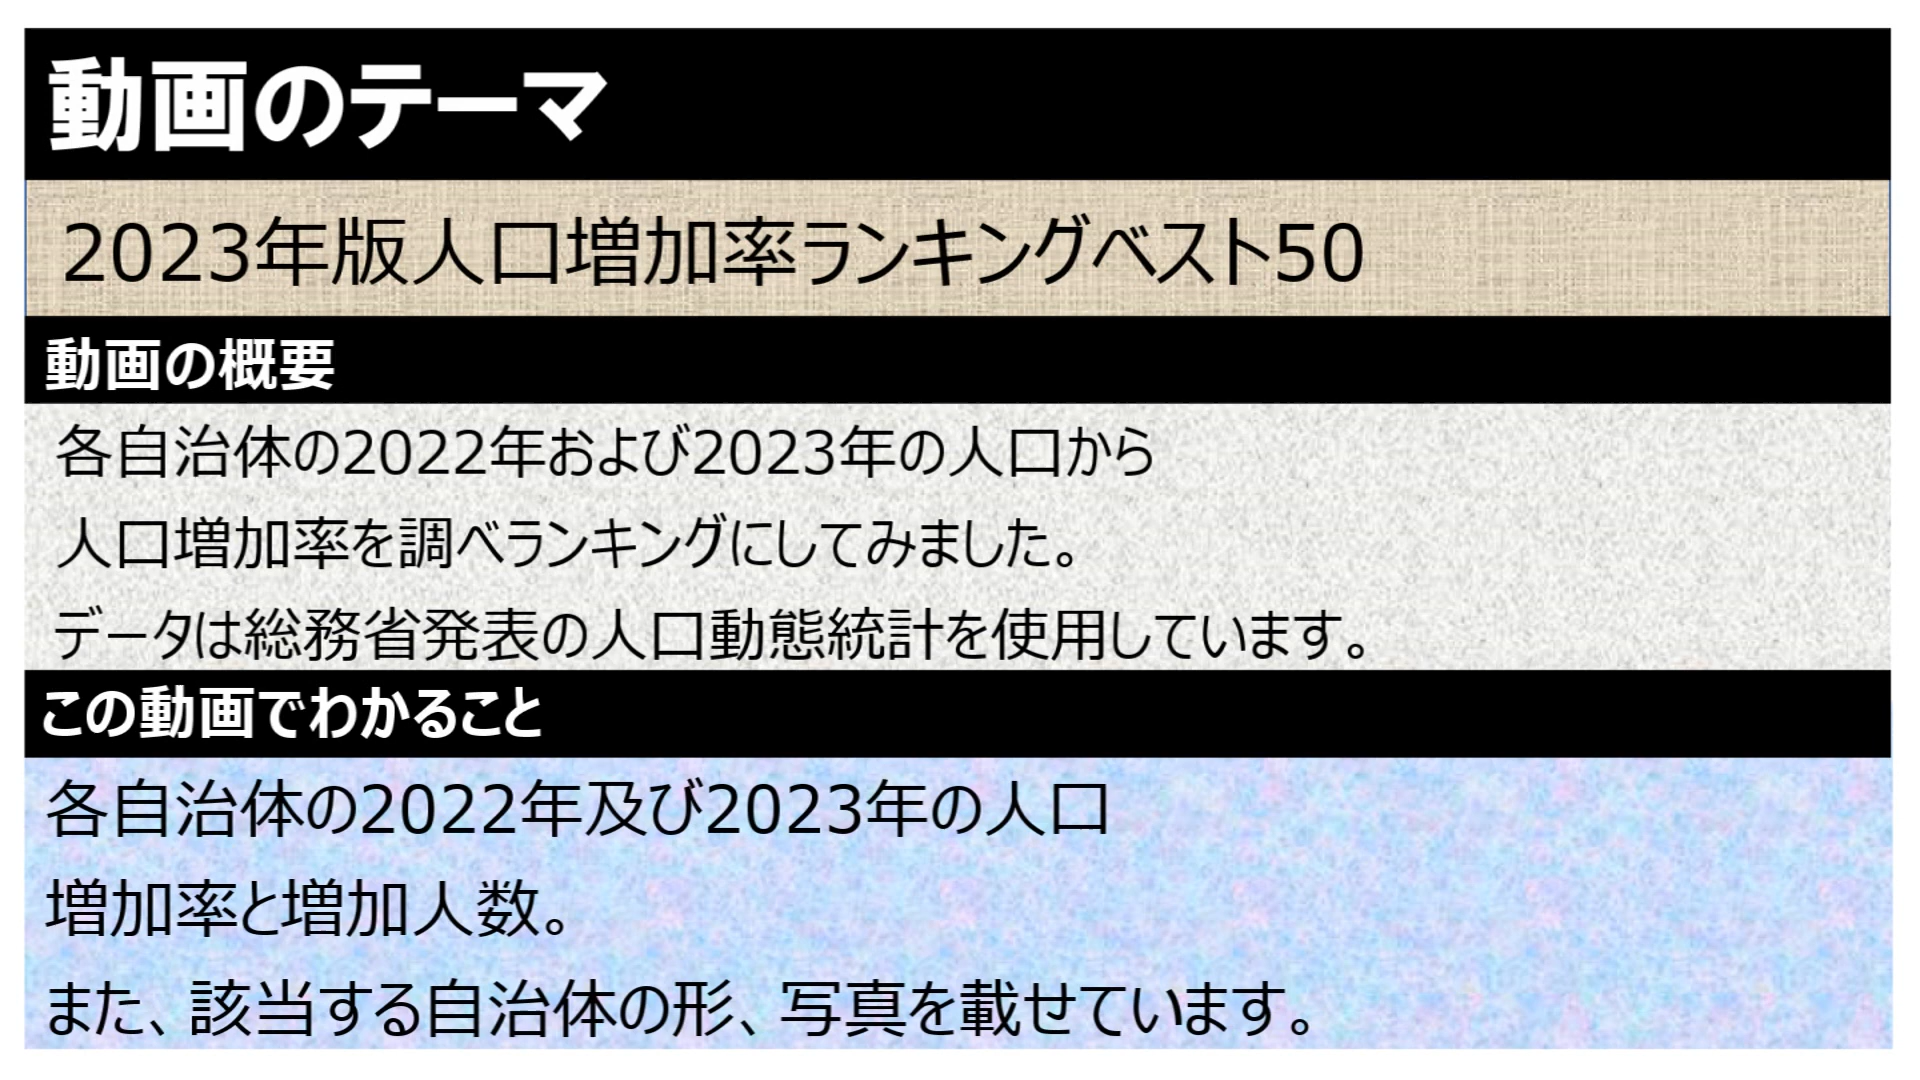 動画のテーマ
2023年版人口増加率ランキングベスト50
動画の概要
各自治体の2022年および2023年の人口から
人口増加率を調べランキングにしてみました。
データは総務省発表の人口動態統計を使用しています。
この動画でわかること
各自治体の2022年及び2023年の人口
増加率と増加人数。
また、該当する自治体の形、写真を載せています。